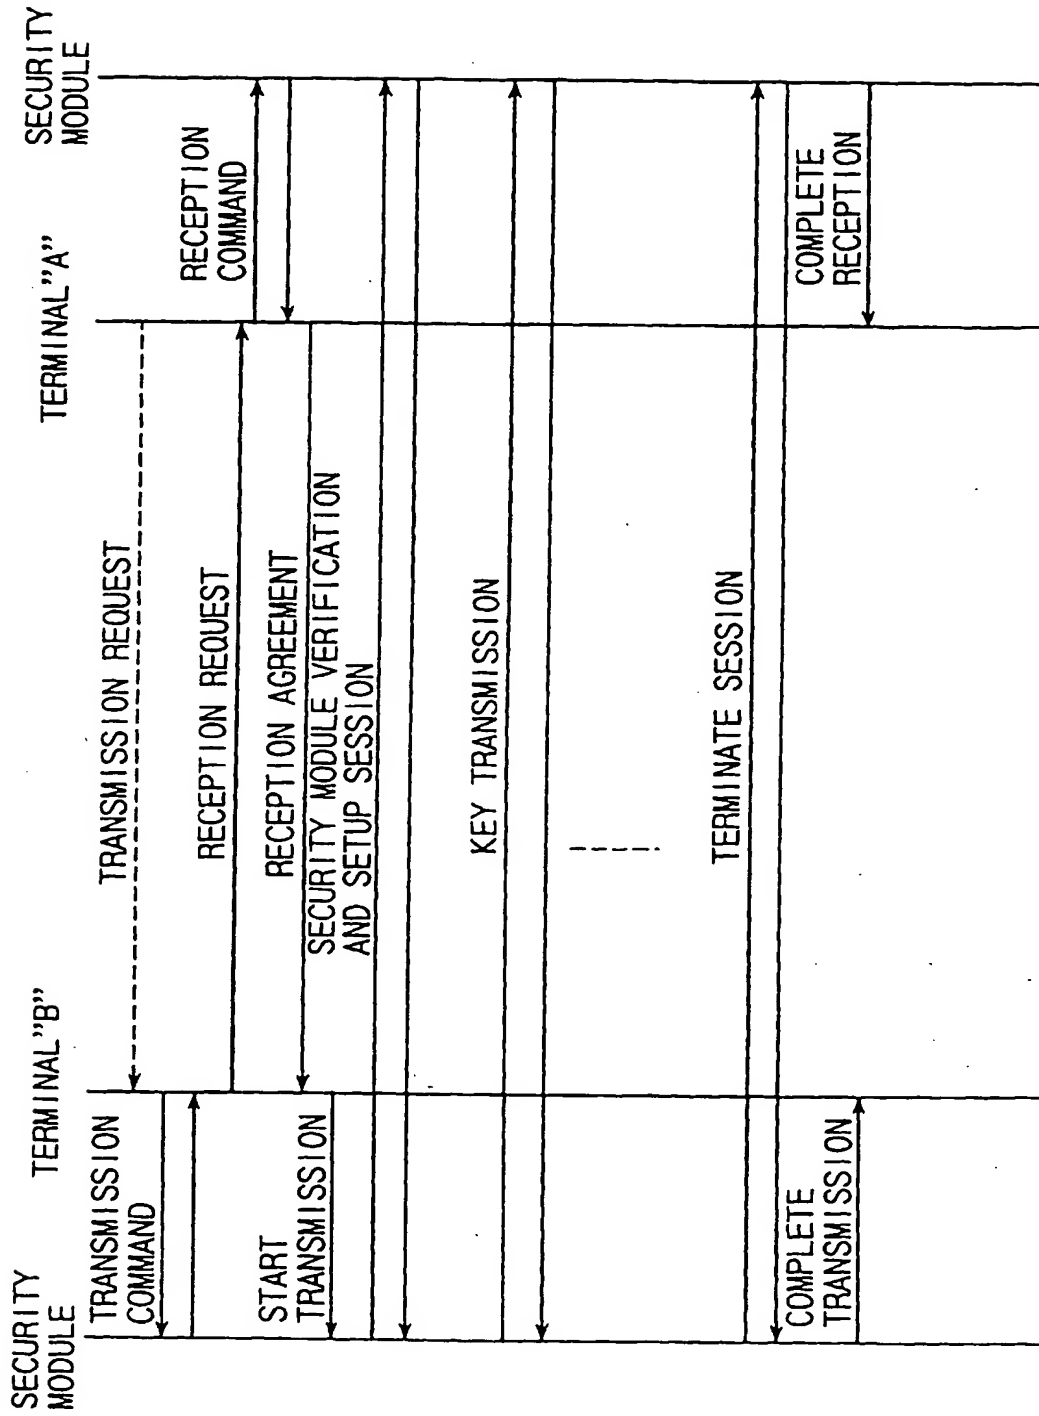 SECURITY
MODULE
TERMINAL"B"
TERMINAL"A"
SECURITY
MODULE
TRANSMISSION
COMMAND
TRANSMISSION REQUEST
RECEPTION REQUEST
RECEPTION
COMMAND
RECEPTION AGREEMENT
START
TRANSMISSION
SECURITY MODULE VERIFICATION
AND SETUP SESSION
KEY TRANSMISSION
TERMINATE SESSION
COMPLETE
TRANSMISSION
COMPLETE
RECEPTION